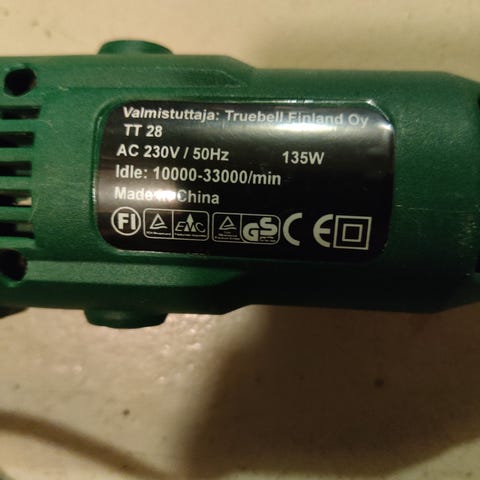 Valmistuttaja: Truebell Finland Oy
TT 28
AC 230V / 50Hz 135W
Idle: 10000-33000/min
Made in China
FI EMC GS CE